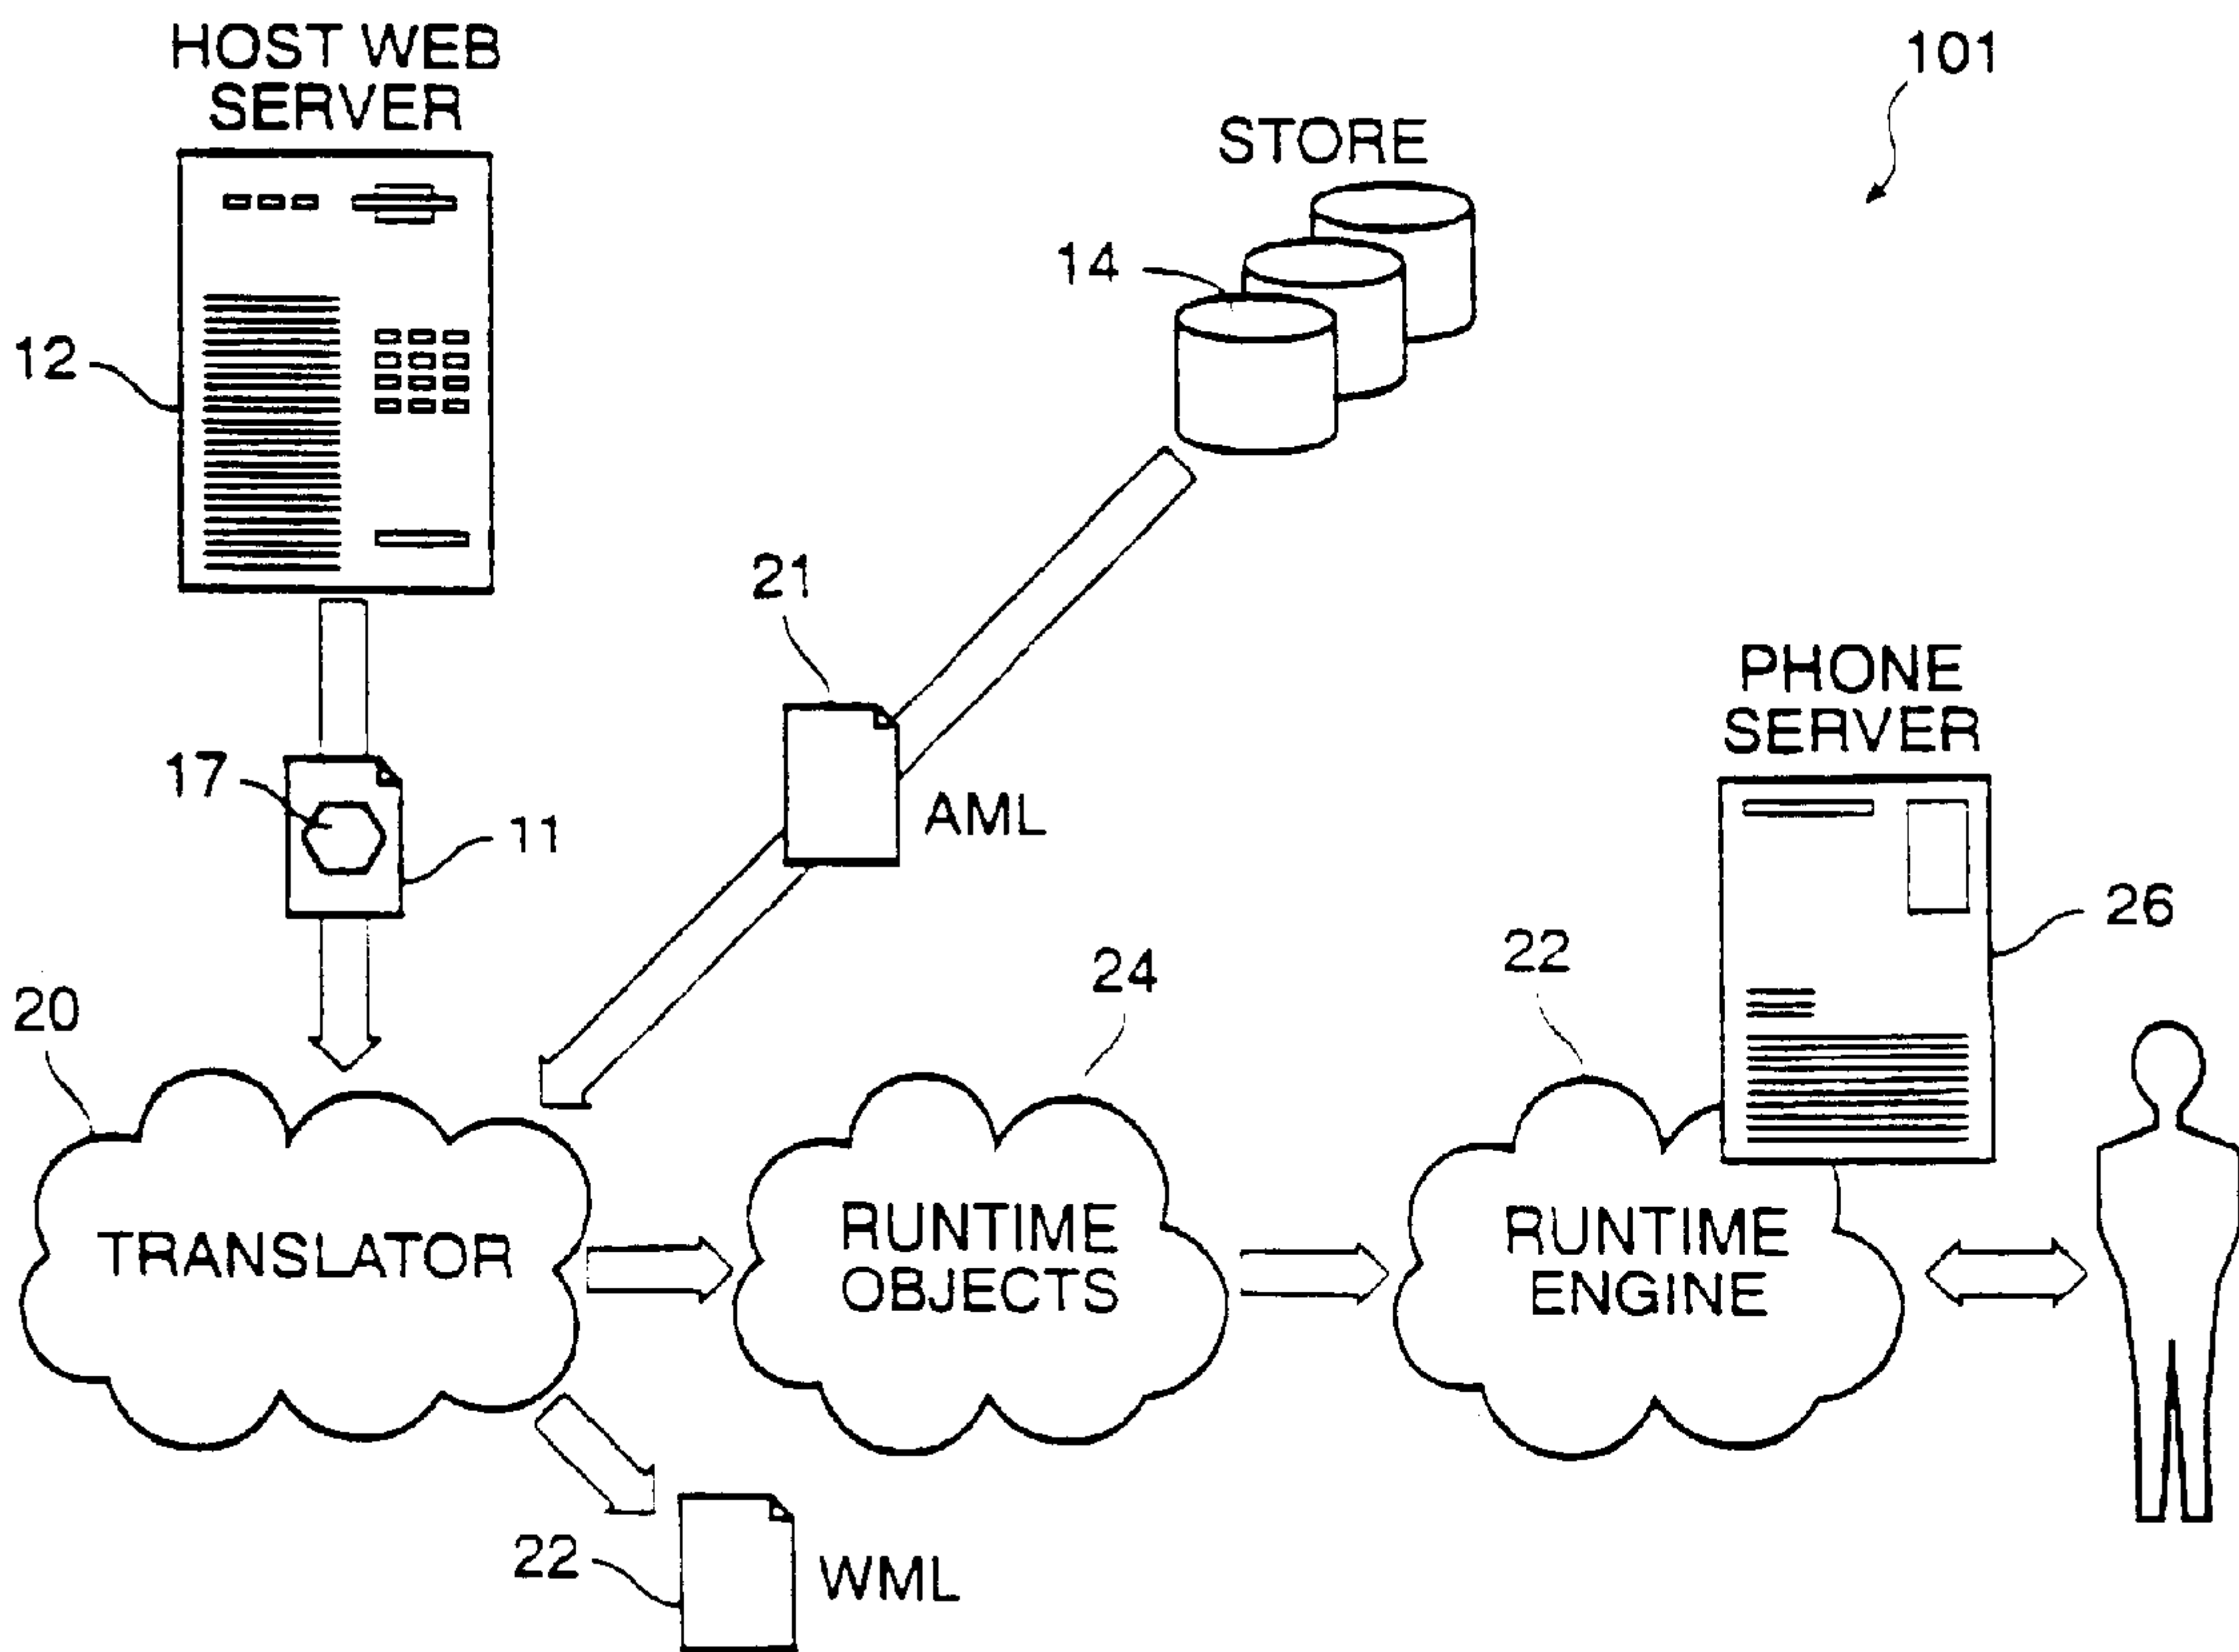 HOST WEB
SERVER
101
STORE
14
12
21
PHONE
SERVER
17
AML
11
26
22
24
20
RUNTIME
OBJECTS
RUNTIME
ENGINE
TRANSLATOR
22
WML